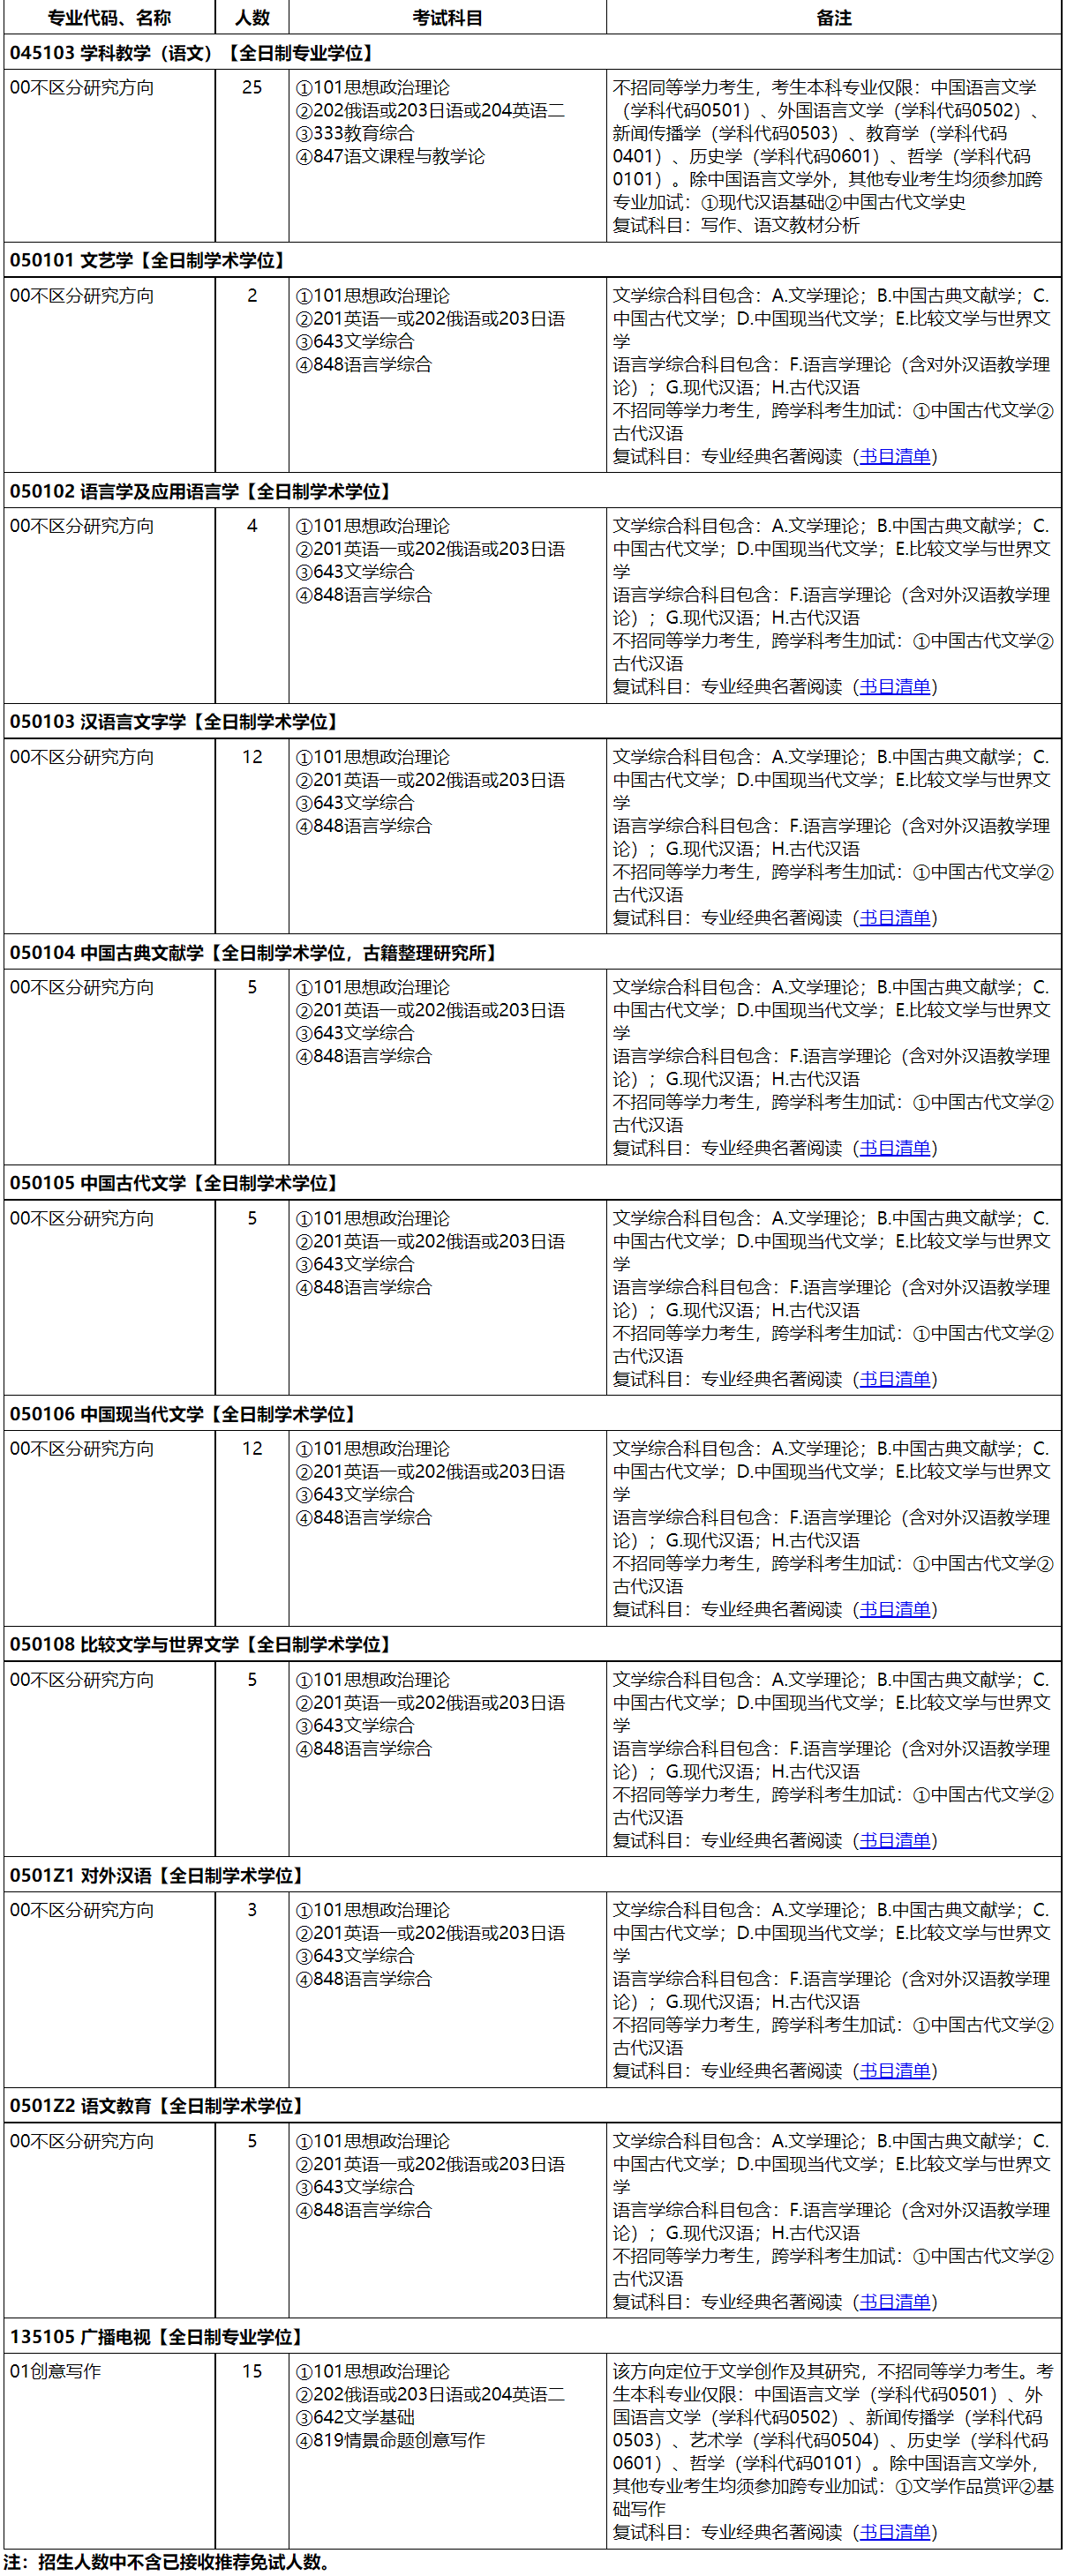 专业代码、名称 人数 考试科目 备注
045103 学科教学（语文）【全日制专业学位】
00不区分研究方向 25 ①101思想政治理论
②202俄语或203日语或204英语二
③333教育综合
④847语文课程与教学论
不招同等学力考生，考生本科专业仅限：中国语言文学
（学科代码0501）、外国语言文学（学科代码0502）、
新闻传播学（学科代码0503）、教育学（学科代码
0401）、历史学（学科代码0601）、哲学（学科代码
0101）。除中国语言文学外，其他专业考生均须参加跨
专业加试：①现代汉语基础②中国古代文学史
复试科目：写作、语文教材分析
050101 文艺学【全日制学术学位】
00不区分研究方向 2 ①101思想政治理论
②201英语一或202俄语或203日语
③643文学综合
④848语言学综合
文学综合科目包含：A.文学理论；B.中国古典文献学；C.
中国古代文学；D.中国现当代文学；E.比较文学与世界文
学
语言学综合科目包含：F.语言学理论（含对外汉语教学理
论）；G.现代汉语；H.古代汉语
不招同等学力考生，跨学科考生加试：①中国古代文学②
古代汉语
复试科目：专业经典名著阅读（书目清单）
050102 语言学及应用语言学【全日制学术学位】
00不区分研究方向 4 ①101思想政治理论
②201英语一或202俄语或203日语
③643文学综合
④848语言学综合
文学综合科目包含：A.文学理论；B.中国古典文献学；C.
中国古代文学；D.中国现当代文学；E.比较文学与世界文
学
语言学综合科目包含：F.语言学理论（含对外汉语教学理
论）；G.现代汉语；H.古代汉语
不招同等学力考生，跨学科考生加试：①中国古代文学②
古代汉语
复试科目：专业经典名著阅读（书目清单）
050103 汉语言文字学【全日制学术学位】
00不区分研究方向 12 ①101思想政治理论
②201英语一或202俄语或203日语
③643文学综合
④848语言学综合
文学综合科目包含：A.文学理论；B.中国古典文献学；C.
中国古代文学；D.中国现当代文学；E.比较文学与世界文
学
语言学综合科目包含：F.语言学理论（含对外汉语教学理
论）；G.现代汉语；H.古代汉语
不招同等学力考生，跨学科考生加试：①中国古代文学②
古代汉语
复试科目：专业经典名著阅读（书目清单）
050104 中国古典文献学【全日制学术学位，古籍整理研究所】
00不区分研究方向 5 ①101思想政治理论
②201英语一或202俄语或203日语
③643文学综合
④848语言学综合
文学综合科目包含：A.文学理论；B.中国古典文献学；C.
中国古代文学；D.中国现当代文学；E.比较文学与世界文
学
语言学综合科目包含：F.语言学理论（含对外汉语教学理
论）；G.现代汉语；H.古代汉语
不招同等学力考生，跨学科考生加试：①中国古代文学②
古代汉语
复试科目：专业经典名著阅读（书目清单）
050105 中国古代文学【全日制学术学位】
00不区分研究方向 5 ①101思想政治理论
②201英语一或202俄语或203日语
③643文学综合
④848语言学综合
文学综合科目包含：A.文学理论；B.中国古典文献学；C.
中国古代文学；D.中国现当代文学；E.比较文学与世界文
学
语言学综合科目包含：F.语言学理论（含对外汉语教学理
论）；G.现代汉语；H.古代汉语
不招同等学力考生，跨学科考生加试：①中国古代文学②
古代汉语
复试科目：专业经典名著阅读（书目清单）
050106 中国现当代文学【全日制学术学位】
00不区分研究方向 12 ①101思想政治理论
②201英语一或202俄语或203日语
③643文学综合
④848语言学综合
文学综合科目包含：A.文学理论；B.中国古典文献学；C.
中国古代文学；D.中国现当代文学；E.比较文学与世界文
学
语言学综合科目包含：F.语言学理论（含对外汉语教学理
论）；G.现代汉语；H.古代汉语
不招同等学力考生，跨学科考生加试：①中国古代文学②
古代汉语
复试科目：专业经典名著阅读（书目清单）
050108 比较文学与世界文学【全日制学术学位】
00不区分研究方向 5 ①101思想政治理论
②201英语一或202俄语或203日语
③643文学综合
④848语言学综合
文学综合科目包含：A.文学理论；B.中国古典文献学；C.
中国古代文学；D.中国现当代文学；E.比较文学与世界文
学
语言学综合科目包含：F.语言学理论（含对外汉语教学理
论）；G.现代汉语；H.古代汉语
不招同等学力考生，跨学科考生加试：①中国古代文学②
古代汉语
复试科目：专业经典名著阅读（书目清单）
0501Z1 对外汉语【全日制学术学位】
00不区分研究方向 3 ①101思想政治理论
②201英语一或202俄语或203日语
③643文学综合
④848语言学综合
文学综合科目包含：A.文学理论；B.中国古典文献学；C.
中国古代文学；D.中国现当代文学；E.比较文学与世界文
学
语言学综合科目包含：F.语言学理论（含对外汉语教学理
论）；G.现代汉语；H.古代汉语
不招同等学力考生，跨学科考生加试：①中国古代文学②
古代汉语
复试科目：专业经典名著阅读（书目清单）
0501Z2 语文教育【全日制学术学位】
00不区分研究方向 5 ①101思想政治理论
②201英语一或202俄语或203日语
③643文学综合
④848语言学综合
文学综合科目包含：A.文学理论；B.中国古典文献学；C.
中国古代文学；D.中国现当代文学；E.比较文学与世界文
学
语言学综合科目包含：F.语言学理论（含对外汉语教学理
论）；G.现代汉语；H.古代汉语
不招同等学力考生，跨学科考生加试：①中国古代文学②
古代汉语
复试科目：专业经典名著阅读（书目清单）
135105 广播电视【全日制专业学位】
01创意写作 15 ①101思想政治理论
②202俄语或203日语或204英语二
③642文学基础
④819情景命题创意写作
该方向定位于文学创作及其研究，不招同等学力考生。考
生本科专业仅限：中国语言文学（学科代码0501）、外
国语言文学（学科代码0502）、新闻传播学（学科代码
0503）、艺术学（学科代码0504）、历史学（学科代码
0601）、哲学（学科代码0101）。除中国语言文学外，
其他专业考生均须参加跨专业加试：①文学作品赏评②基
础写作
复试科目：专业经典名著阅读（书目清单）
注：招生人数中不含已接收推荐免试人数。